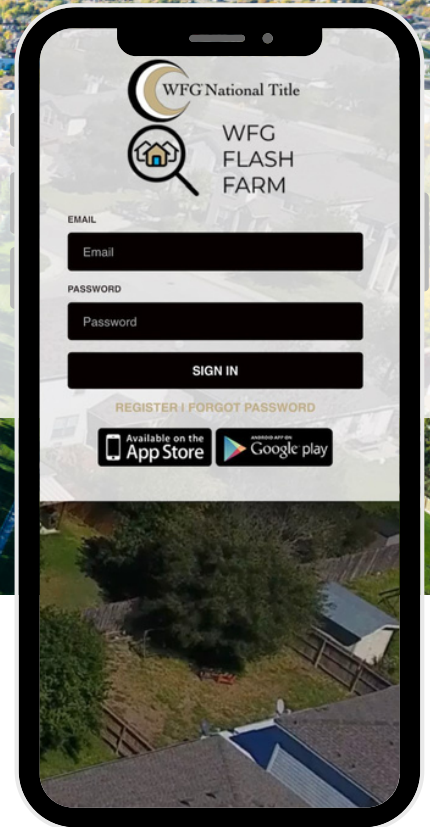 WFG National Title
WFG
FLASH
FARM
EMAIL
Email
PASSWORD
Password
SIGN IN
REGISTER | FORGOT PASSWORD
Available on the
App Store
ANDROID APP ON
Google play